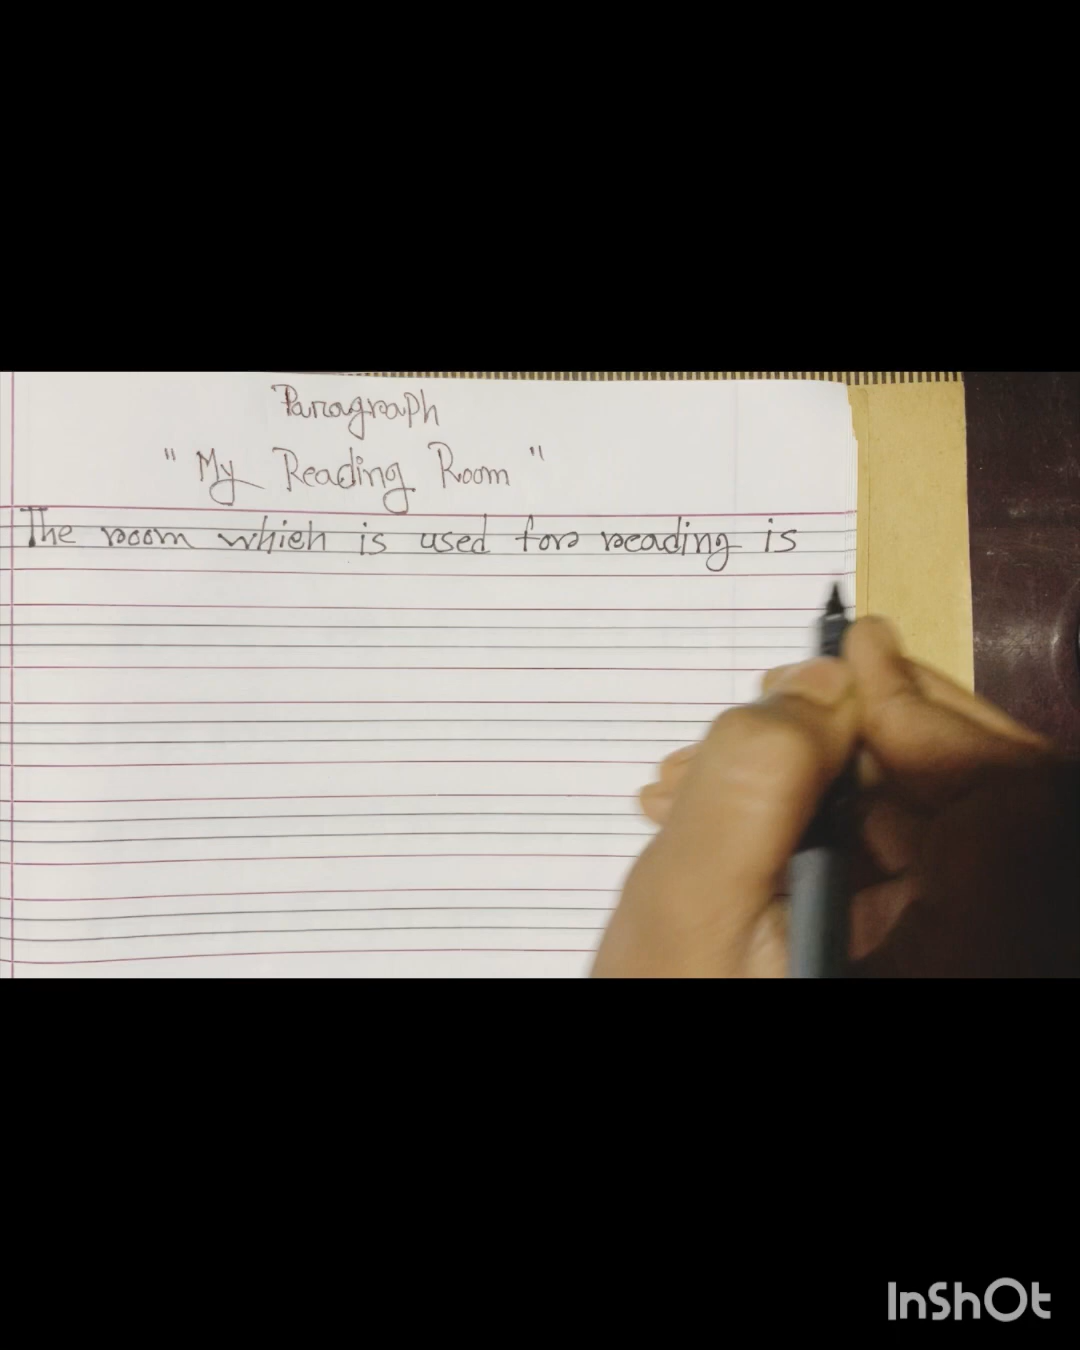 Paragraph
" My Reading Room "
The room which is used for reading is
InShOt